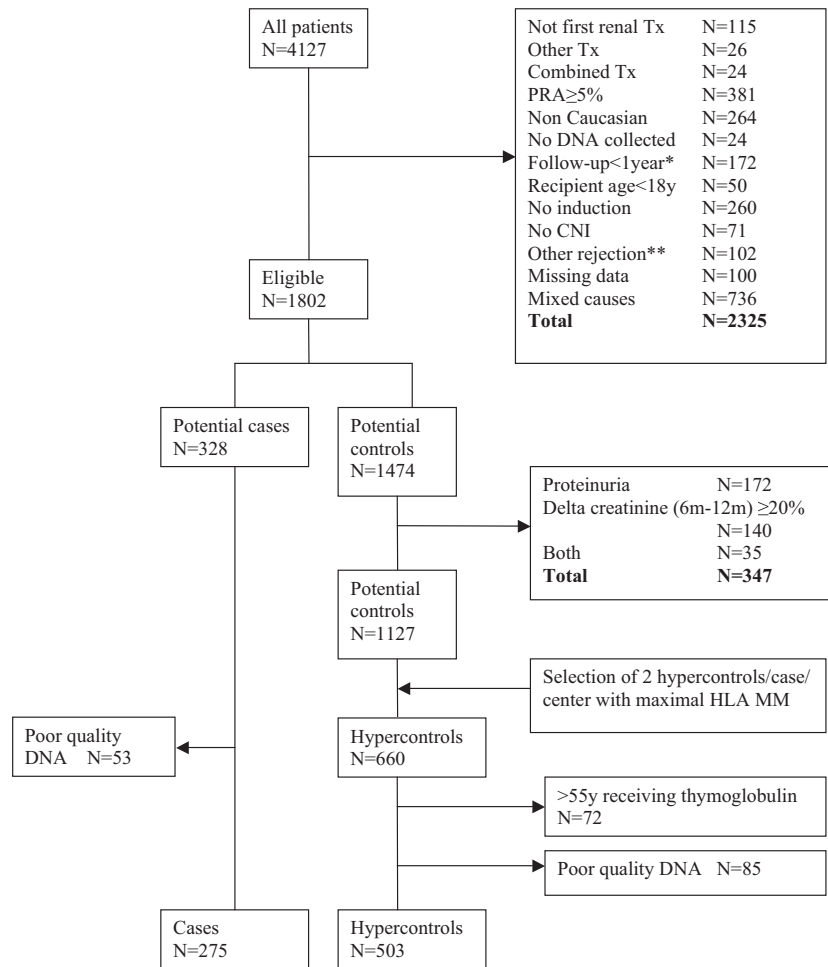 All patients
N=4127
Not first renal Tx N=115
Other Tx N=26
Combined Tx N=24
PRA≥5% N=381
Non Caucasian N=264
No DNA collected N=24
Follow-up<1year* N=172
Recipient age<18y N=50
No induction N=260
No CNI N=71
Other rejection** N=102
Missing data N=100
Mixed causes N=736
Total N=2325
Eligible
N=1802
Potential cases
N=328
Potential
controls
N=1474
Proteinuria N=172
Delta creatinine (6m-12m) ≥20%
N=140
Both N=35
Total N=347
Potential
controls
N=1127
Selection of 2 hypercontrols/case/
center with maximal HLA MM
Poor quality
DNA N=53
Hypercontrols
N=660
>55y receiving thymoglobulin
N=72
Poor quality DNA N=85
Cases
N=275
Hypercontrols
N=503